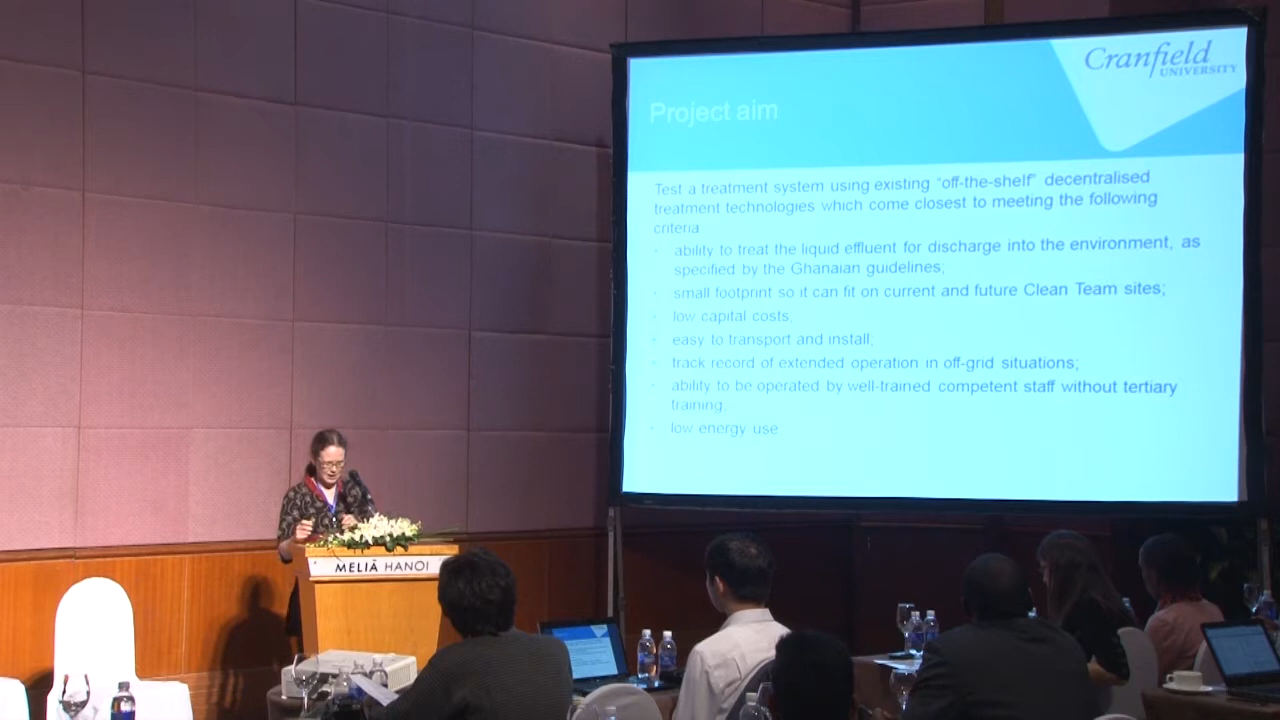 Cranfield
UNIVERSITY
Project aim
Test a treatment system using existing “off-the-shelf” decentralised
treatment technologies which come closest to meeting the following
criteria
· ability to treat the liquid effluent for discharge into the environment, as
specified by the Ghanaian guidelines;
· small footprint so it can fit on current and future Clean Team sites;
· low capital costs;
· easy to transport and install;
· track record of extended operation in off-grid situations;
· ability to be operated by well-trained competent staff without tertiary
training;
· low energy use
MELIÃ HANOI